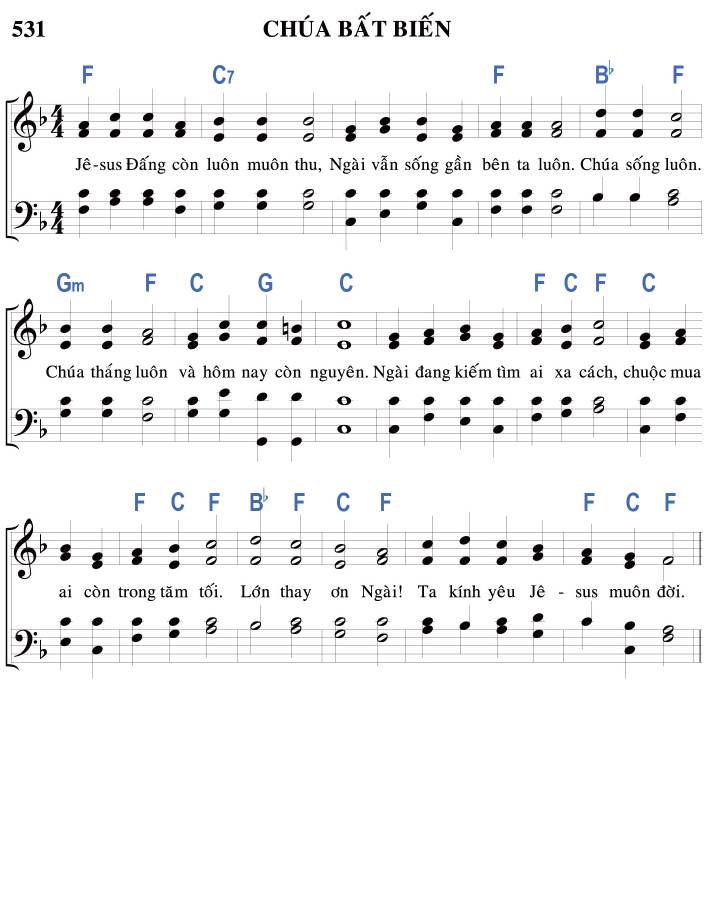 531 CHÚA BẤT BIẾN
F C7 F B♭ F
4 4
Jê-sus Đấng còn luôn muôn thu, Ngài vẫn sống gần bên ta luôn. Chúa sống luôn.
4 4
Gm F C G C F C F C
Chúa tháng luôn và hôm nay còn nguyên. Ngài đang kiếm tìm ai xa cách, chuộc mua
F C F B♭ F C F F C F
ai còn trong tăm tối. Lớn thay ơn Ngài! Ta kính yêu Jê - sus muôn đời.